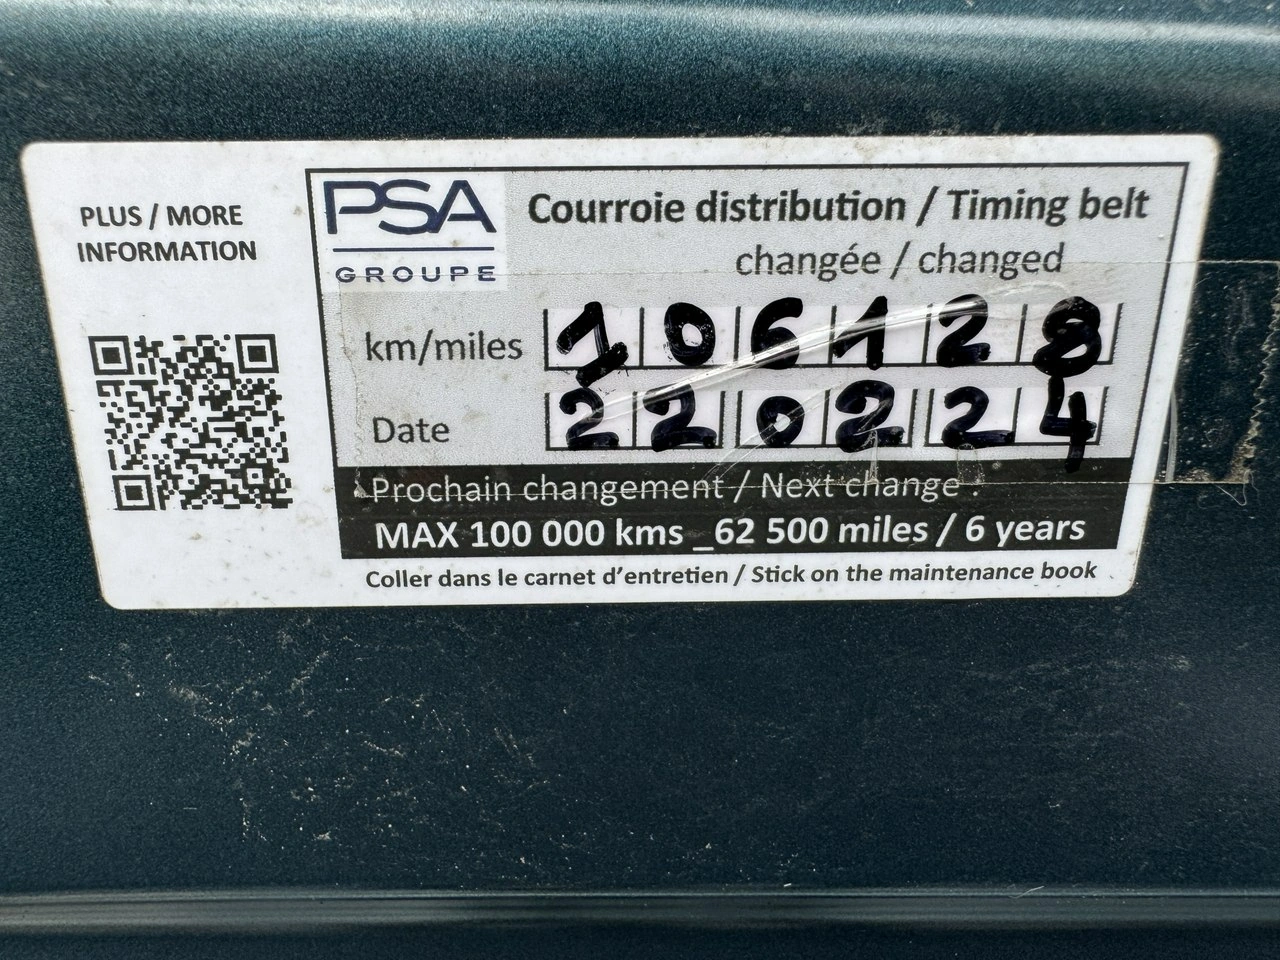 PLUS / MORE
INFORMATION
PSA
GROUPE
Courroie distribution / Timing belt
changée / changed
km/miles 106128
Date 220224
Prochain changement / Next change :
MAX 100 000 kms _62 500 miles / 6 years
Coller dans le carnet d'entretien / Stick on the maintenance book